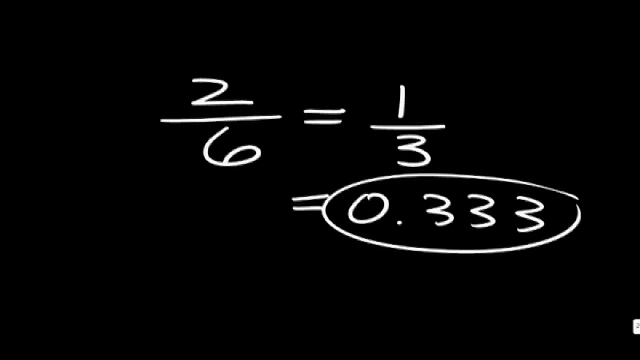 2/6 = 1/3
= 0.333